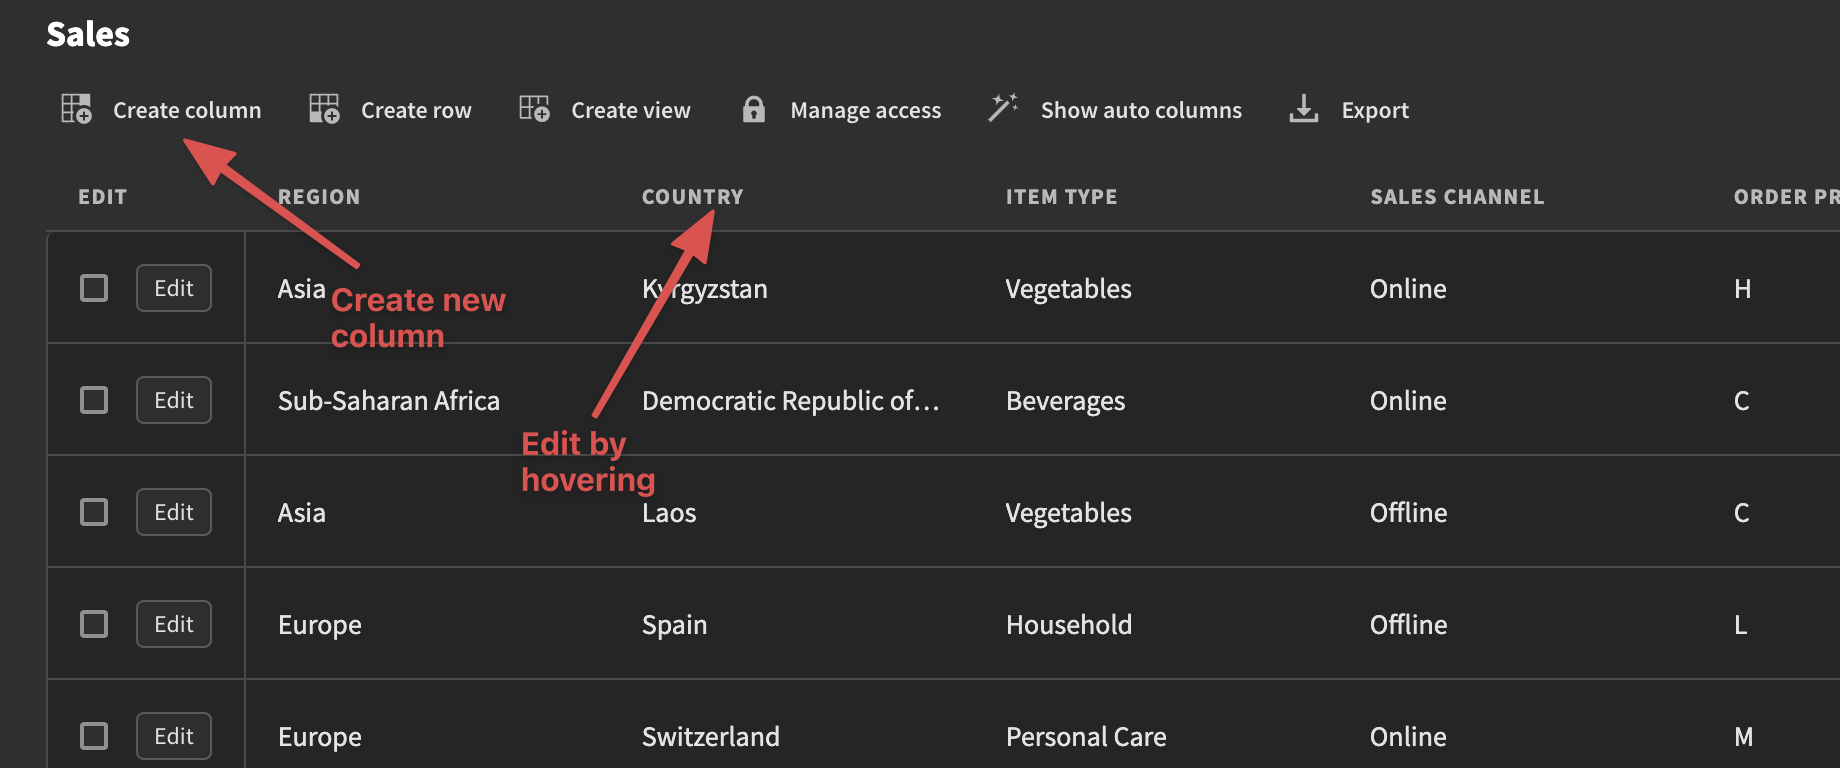 Sales
Create column Create row Create view Manage access Show auto columns Export
EDIT REGION COUNTRY ITEM TYPE SALES CHANNEL ORDER PR
Edit Asia Kyrgyzstan Vegetables Online H
Create new
column
Edit Sub-Saharan Africa Democratic Republic of... Beverages Online C
Edit by
hovering
Edit Asia Laos Vegetables Offline C
Edit Europe Spain Household Offline L
Edit Europe Switzerland Personal Care Online M